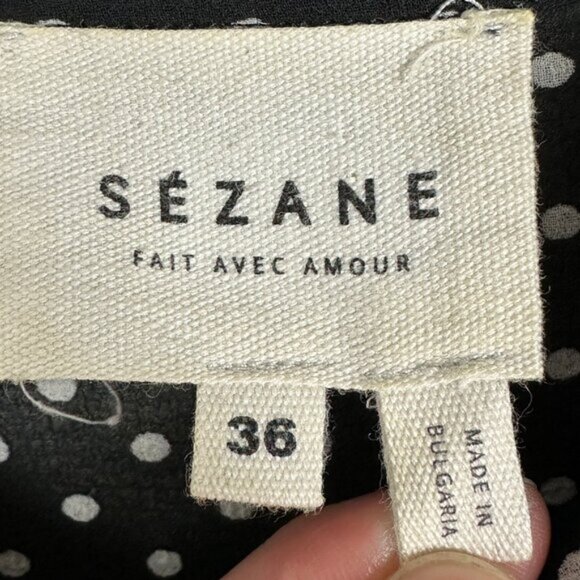 SÉZANE
FAIT AVEC AMOUR
36
MADE IN
BULGARIA